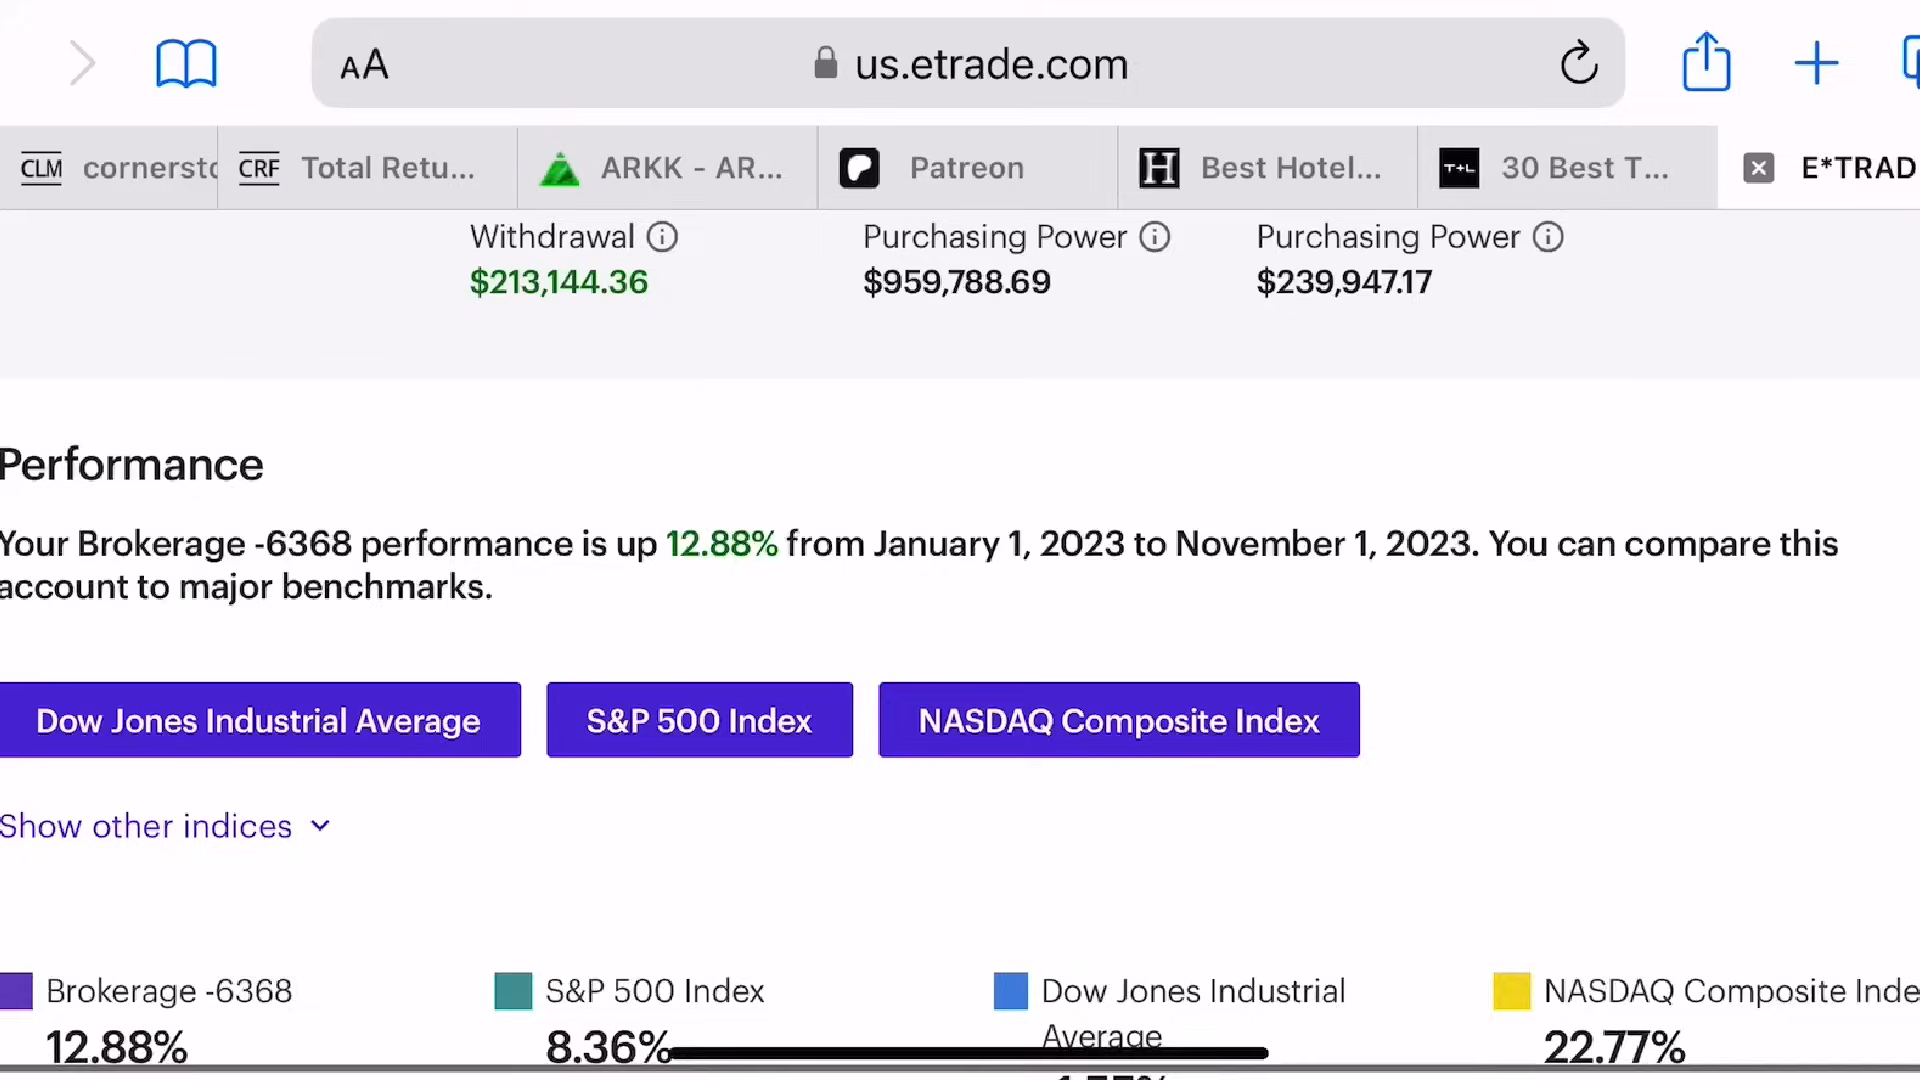 AA us.etrade.com
CLM cornersto CRF Total Retu... ARKK - AR... Patreon H Best Hotel... T+L 30 Best T... E*TRAD
Withdrawal Purchasing Power Purchasing Power
$213,144.36 $959,788.69 $239,947.17
Performance
Your Brokerage -6368 performance is up 12.88% from January 1, 2023 to November 1, 2023. You can compare this
account to major benchmarks.
Dow Jones Industrial Average S&P 500 Index NASDAQ Composite Index
Show other indices
Brokerage -6368 S&P 500 Index Dow Jones Industrial NASDAQ Composite Inde
Average
12.88% 8.36% 22.77%